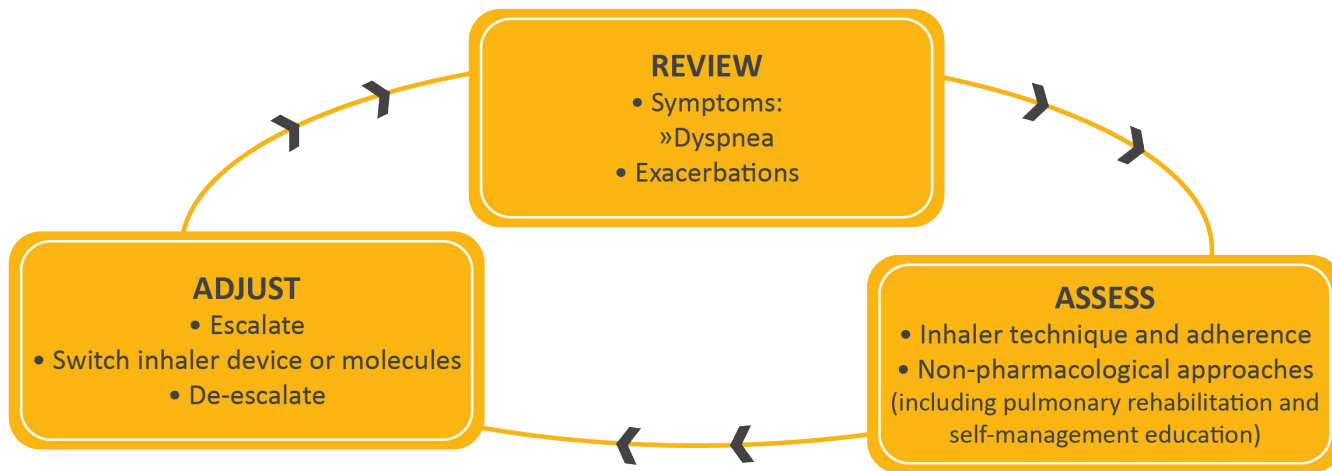 REVIEW
• Symptoms:
»Dyspnea
• Exacerbations
ASSESS
• Inhaler technique and adherence
• Non-pharmacological approaches
(including pulmonary rehabilitation and
self-management education)
ADJUST
• Escalate
• Switch inhaler device or molecules
• De-escalate